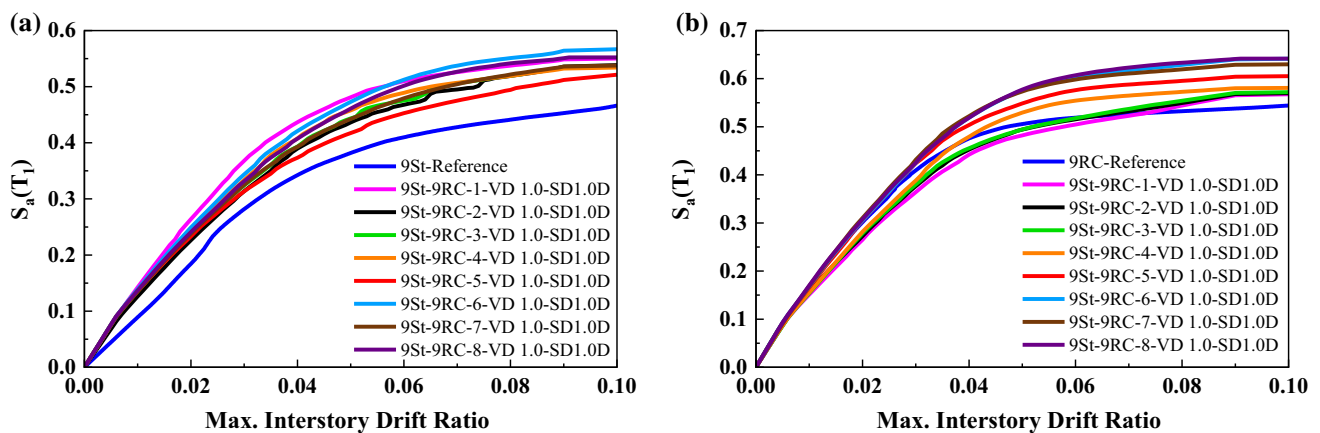 (a)
0.6
0.5
0.4
0.3
0.2
0.1
0.0
S_a(T_1)
0.00 0.02 0.04 0.06 0.08 0.10
Max. Interstory Drift Ratio
9St-Reference
9St-9RC-1-VD 1.0-SD1.0D
9St-9RC-2-VD 1.0-SD1.0D
9St-9RC-3-VD 1.0-SD1.0D
9St-9RC-4-VD 1.0-SD1.0D
9St-9RC-5-VD 1.0-SD1.0D
9St-9RC-6-VD 1.0-SD1.0D
9St-9RC-7-VD 1.0-SD1.0D
9St-9RC-8-VD 1.0-SD1.0D
(b)
0.7
0.6
0.5
0.4
0.3
0.2
0.1
0.0
S_a(T_1)
0.00 0.02 0.04 0.06 0.08 0.10
Max. Interstory Drift Ratio
9RC-Reference
9St-9RC-1-VD 1.0-SD1.0D
9St-9RC-2-VD 1.0-SD1.0D
9St-9RC-3-VD 1.0-SD1.0D
9St-9RC-4-VD 1.0-SD1.0D
9St-9RC-5-VD 1.0-SD1.0D
9St-9RC-6-VD 1.0-SD1.0D
9St-9RC-7-VD 1.0-SD1.0D
9St-9RC-8-VD 1.0-SD1.0D